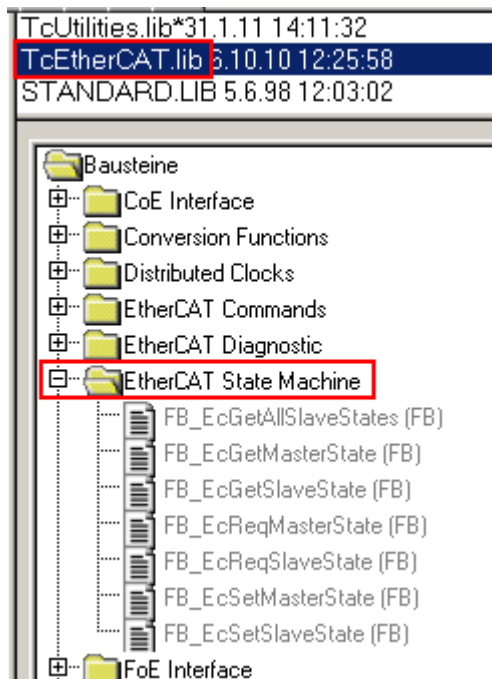 TcUtilities.lib*31.1.11 14:11:32
TcEtherCAT.lib 6.10.10 12:25:58
STANDARD.LIB 5.6.98 12:03:02
Bausteine
CoE Interface
Conversion Functions
Distributed Clocks
EtherCAT Commands
EtherCAT Diagnostic
EtherCAT State Machine
FB_EcGetAllSlaveStates (FB)
FB_EcGetMasterState (FB)
FB_EcGetSlaveState (FB)
FB_EcReqMasterState (FB)
FB_EcReqSlaveState (FB)
FB_EcSetMasterState (FB)
FB_EcSetSlaveState (FB)
FoE Interface